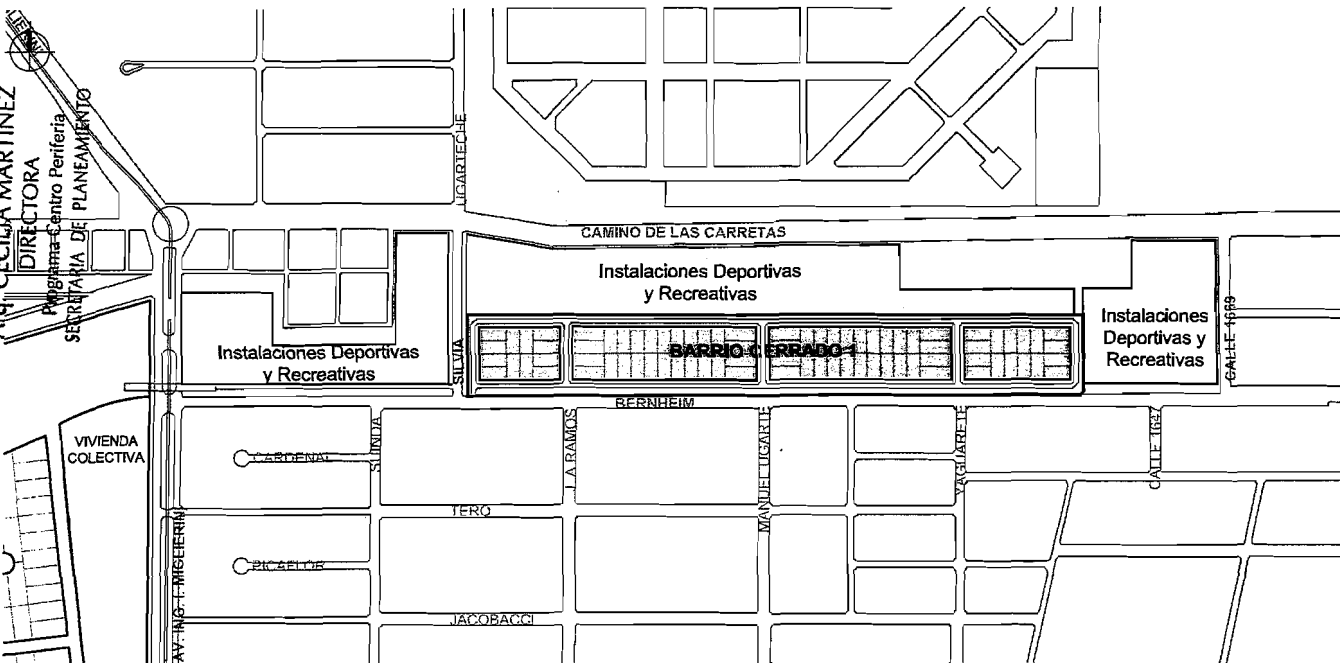 CECILIA MARTINEZ
DIRECTORA
Programa Centro Periferia
SECRETARIA DE PLANEAMIENTO
UGARTECHE
CAMINO DE LAS CARRETAS
Instalaciones Deportivas
y Recreativas
Instalaciones
Deportivas y
Recreativas
CALLE 1669
Instalaciones Deportivas
y Recreativas
SILVIA
BARRIO CERRADO 1
BERNHEIM
VIVIENDA
COLECTIVA
CARDENAL
SUINDA
J.A RAMOS
MANUEL UGARTE
YAGUARETE
CALLE 1647
TERO
PICAFLOR
JACOBACCI
AV. ING. T. MIGLIERINI